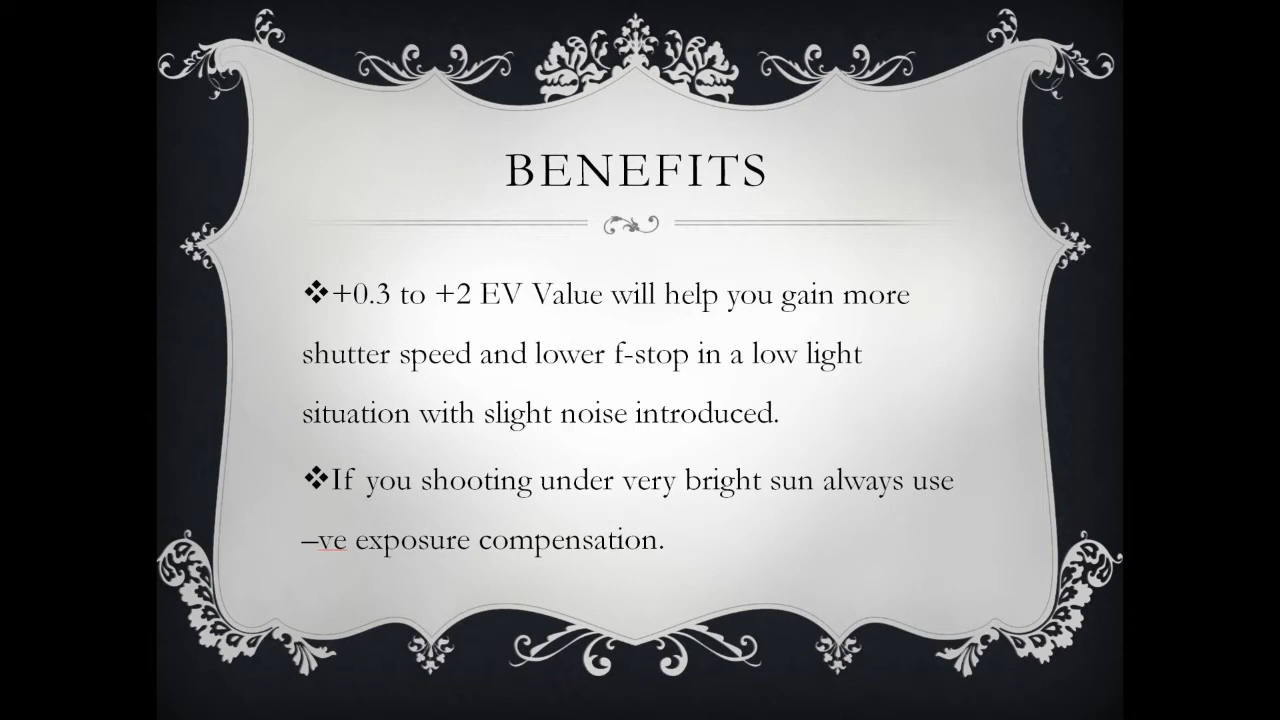 BENEFITS
❖+0.3 to +2 EV Value will help you gain more
shutter speed and lower f-stop in a low light
situation with slight noise introduced.
❖If you shooting under very bright sun always use
–ve exposure compensation.